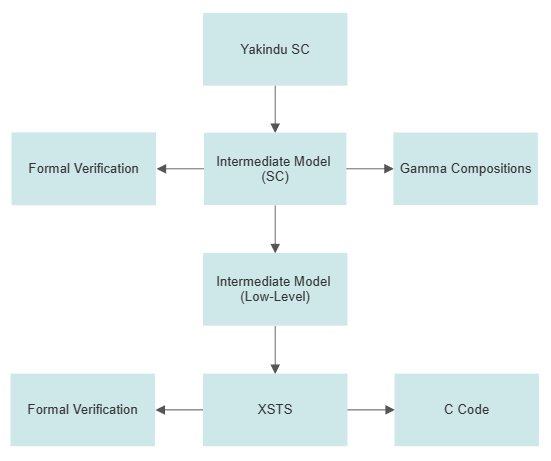 Yakindu SC
Formal Verification
Intermediate Model
(SC)
Gamma Compositions
Intermediate Model
(Low-Level)
Formal Verification
XSTS
C Code